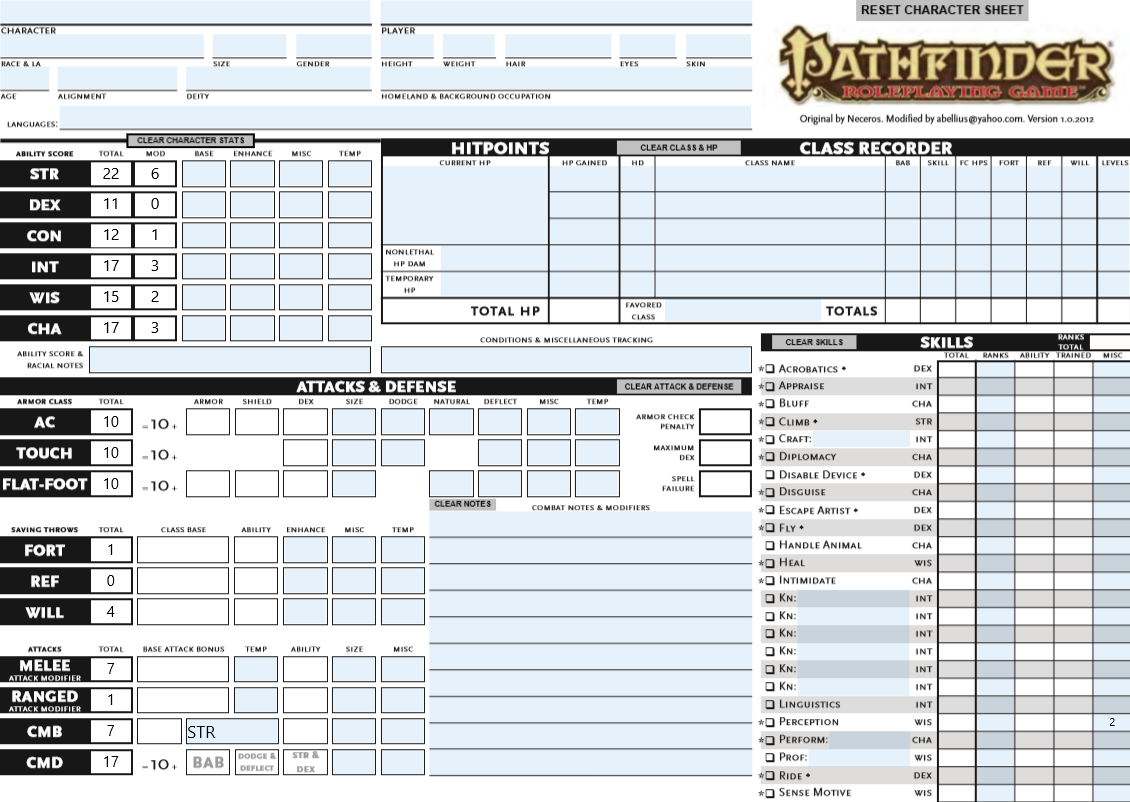 RESET CHARACTER SHEET
CHARACTER PLAYER
PATHFINDER
ROLEPLAYING GAME™
RACE & LA SIZE GENDER HEIGHT WEIGHT HAIR EYES SKIN
AGE ALIGNMENT DEITY HOMELAND & BACKGROUND OCCUPATION
Original by Neceros. Modified by abellius@yahoo.com. Version 1.0.2012
LANGUAGES:
CLEAR CHARACTER STATS
ABILITY SCORE TOTAL MOD BASE ENHANCE MISC TEMP
STR 22 6
DEX 11 0
CON 12 1
INT 17 3
WIS 15 2
CHA 17 3
ABILITY SCORE &
RACIAL NOTES
HITPOINTS CLEAR CLASS & HP CLASS RECORDER
CURRENT HP HP GAINED HD CLASS NAME BAB SKILL FC HPS FORT REF WILL LEVELS
NONLETHAL
HP DAM
TEMPORARY
HP
TOTAL HP FAVORED
CLASS TOTALS
CONDITIONS & MISCELLANEOUS TRACKING
ATTACKS & DEFENSE CLEAR ATTACK & DEFENSE
ARMOR CLASS TOTAL ARMOR SHIELD DEX SIZE DODGE NATURAL DEFLECT MISC TEMP
AC 10 =10+
TOUCH 10 =10+
FLAT-FOOT 10 =10+
ARMOR CHECK
PENALTY
MAXIMUM
DEX
SPELL
FAILURE
CLEAR NOTES COMBAT NOTES & MODIFIERS
SAVING THROWS TOTAL CLASS BASE ABILITY ENHANCE MISC TEMP
FORT 1
REF 0
WILL 4
ATTACKS TOTAL BASE ATTACK BONUS TEMP ABILITY SIZE MISC
MELEE 7
ATTACK MODIFIER
RANGED 1
ATTACK MODIFIER
CMB 7 STR
CMD 17 =10+ BAB DODGE &
DEFLECT STR &
DEX
CLEAR SKILLS SKILLS RANKS
TOTAL
TOTAL RANKS ABILITY TRAINED MISC
*❑ ACROBATICS ♦ DEX
*❑ APPRAISE INT
*❑ BLUFF CHA
*❑ CLIMB ♦ STR
*❑ CRAFT: INT
*❑ DIPLOMACY CHA
❑ DISABLE DEVICE ♦ DEX
*❑ DISGUISE CHA
*❑ ESCAPE ARTIST ♦ DEX
*❑ FLY ♦ DEX
❑ HANDLE ANIMAL CHA
*❑ HEAL WIS
*❑ INTIMIDATE CHA
❑ KN: INT
❑ KN: INT
❑ KN: INT
❑ KN: INT
❑ KN: INT
❑ KN: INT
❑ LINGUISTICS INT
*❑ PERCEPTION WIS 2
*❑ PERFORM: CHA
❑ PROF: WIS
*❑ RIDE ♦ DEX
*❑ SENSE MOTIVE WIS